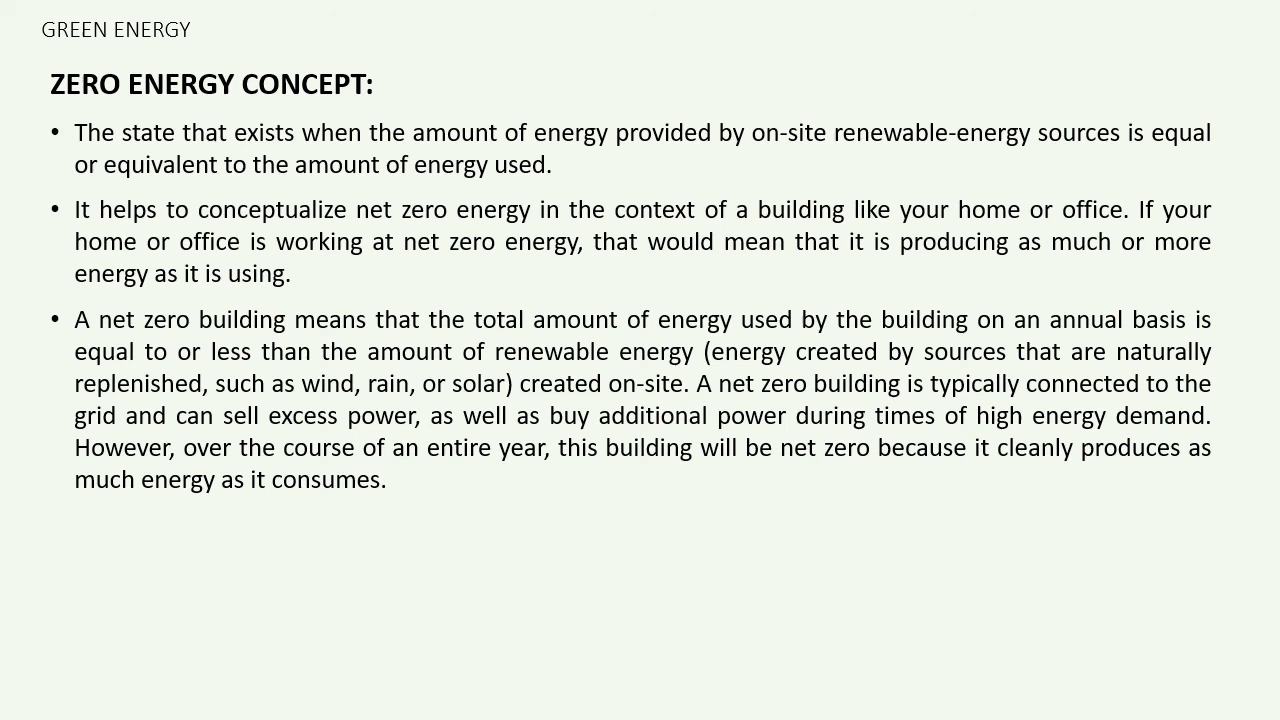 GREEN ENERGY
ZERO ENERGY CONCEPT:
• The state that exists when the amount of energy provided by on-site renewable-energy sources is equal
or equivalent to the amount of energy used.
• It helps to conceptualize net zero energy in the context of a building like your home or office. If your
home or office is working at net zero energy, that would mean that it is producing as much or more
energy as it is using.
• A net zero building means that the total amount of energy used by the building on an annual basis is
equal to or less than the amount of renewable energy (energy created by sources that are naturally
replenished, such as wind, rain, or solar) created on-site. A net zero building is typically connected to the
grid and can sell excess power, as well as buy additional power during times of high energy demand.
However, over the course of an entire year, this building will be net zero because it cleanly produces as
much energy as it consumes.